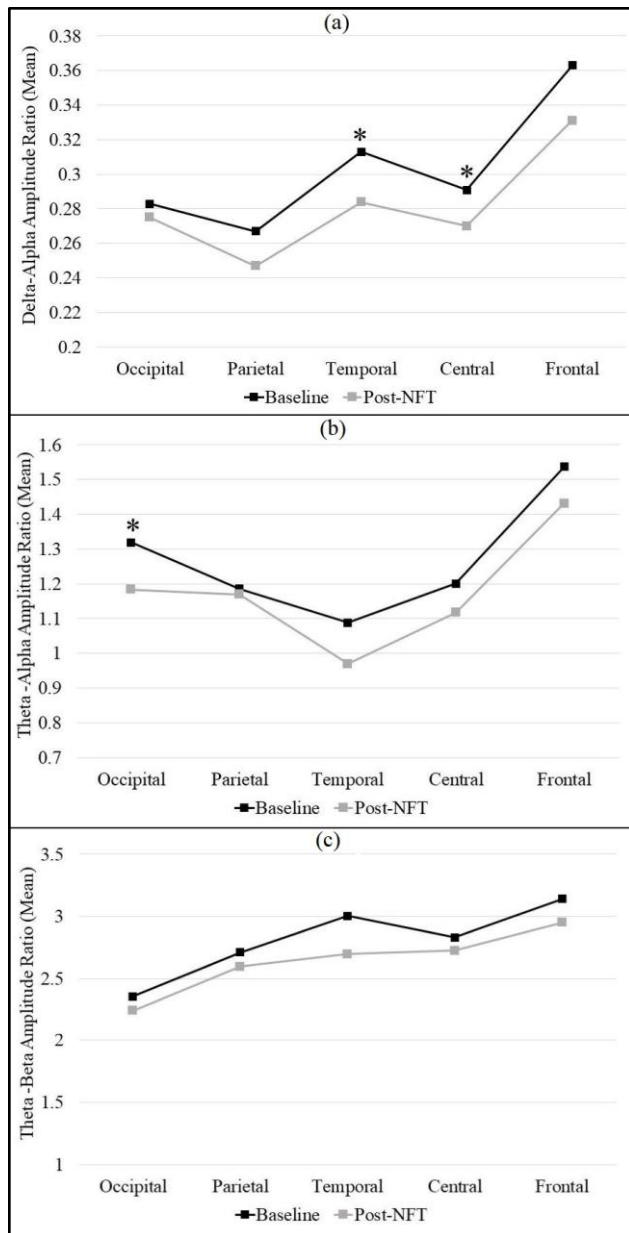 (a)
Delta-Alpha Amplitude Ratio (Mean)
0.38
0.36
0.34
0.32
0.3
0.28
0.26
0.24
0.22
0.2
*
*
Occipital Parietal Temporal Central Frontal
Baseline Post-NFT
(b)
Theta -Alpha Amplitude Ratio (Mean)
1.6
1.5
1.4
1.3
1.2
1.1
1
0.9
0.8
0.7
*
Occipital Parietal Temporal Central Frontal
Baseline Post-NFT
(c)
Theta -Beta Amplitude Ratio (Mean)
3.5
3
2.5
2
1.5
1
Occipital Parietal Temporal Central Frontal
Baseline Post-NFT